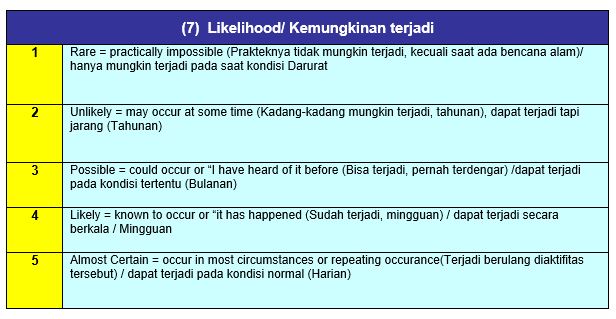 (7) Likelihood/ Kemungkinan terjadi
1 Rare = practically impossible (Prakteknya tidak mungkin terjadi, kecuali saat ada bencana alam)/
hanya mungkin terjadi pada saat kondisi Darurat
2 Unlikely = may occur at some time (Kadang-kadang mungkin terjadi, tahunan), dapat terjadi tapi
jarang (Tahunan)
3 Possible = could occur or “I have heard of it before (Bisa terjadi, pernah terdengar) /dapat terjadi
pada kondisi tertentu (Bulanan)
4 Likely = known to occur or “it has happened (Sudah terjadi, mingguan) / dapat terjadi secara
berkala / Mingguan
5 Almost Certain = occur in most circumstances or repeating occurance(Terjadi berulang diaktifitas
tersebut) / dapat terjadi pada kondisi normal (Harian)